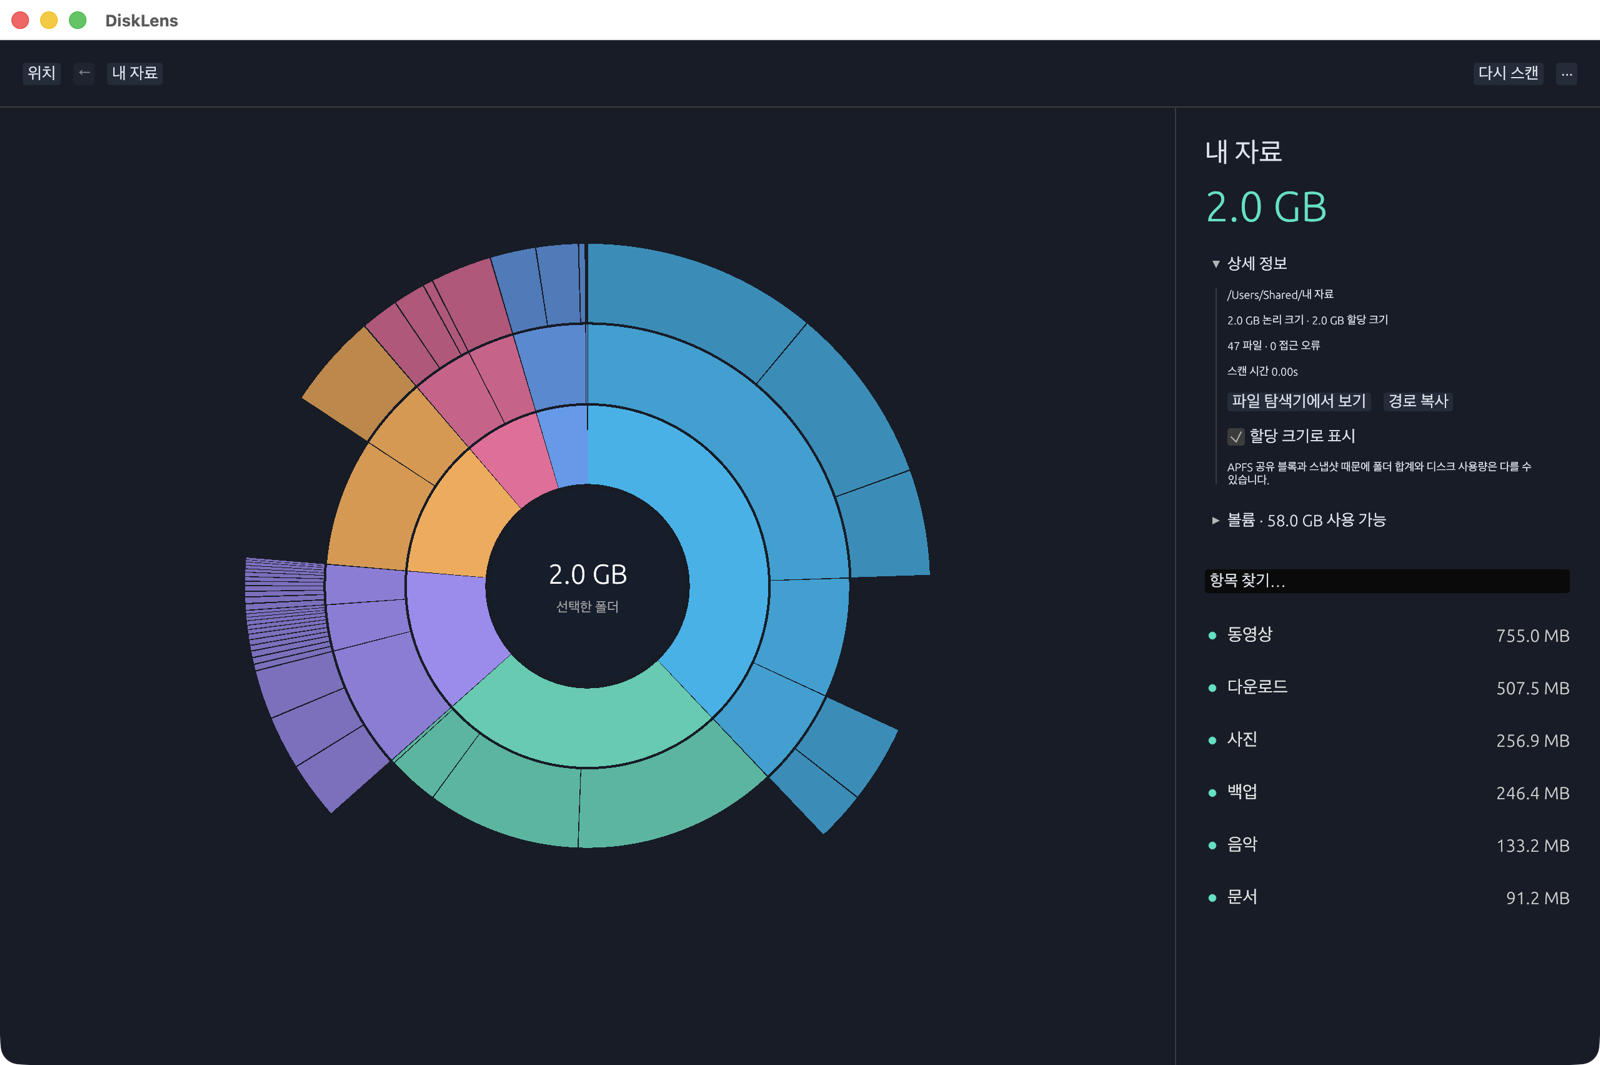 DiskLens
위치
←
내 자료
다시 스캔
...
내 자료
2.0 GB
상세 정보
/Users/Shared/내 자료
2.0 GB 논리 크기 · 2.0 GB 할당 크기
47 파일 · 0 접근 오류
스캔 시간 0.00s
파일 탐색기에서 보기
경로 복사
할당 크기로 표시
APFS 공유 블록과 스냅샷 때문에 폴더 합계와 디스크 사용량은 다를 수
있습니다.
볼륨 · 58.0 GB 사용 가능
항목 찾기...
동영상 755.0 MB
다운로드 507.5 MB
사진 256.9 MB
백업 246.4 MB
음악 133.2 MB
문서 91.2 MB
2.0 GB
선택한 폴더